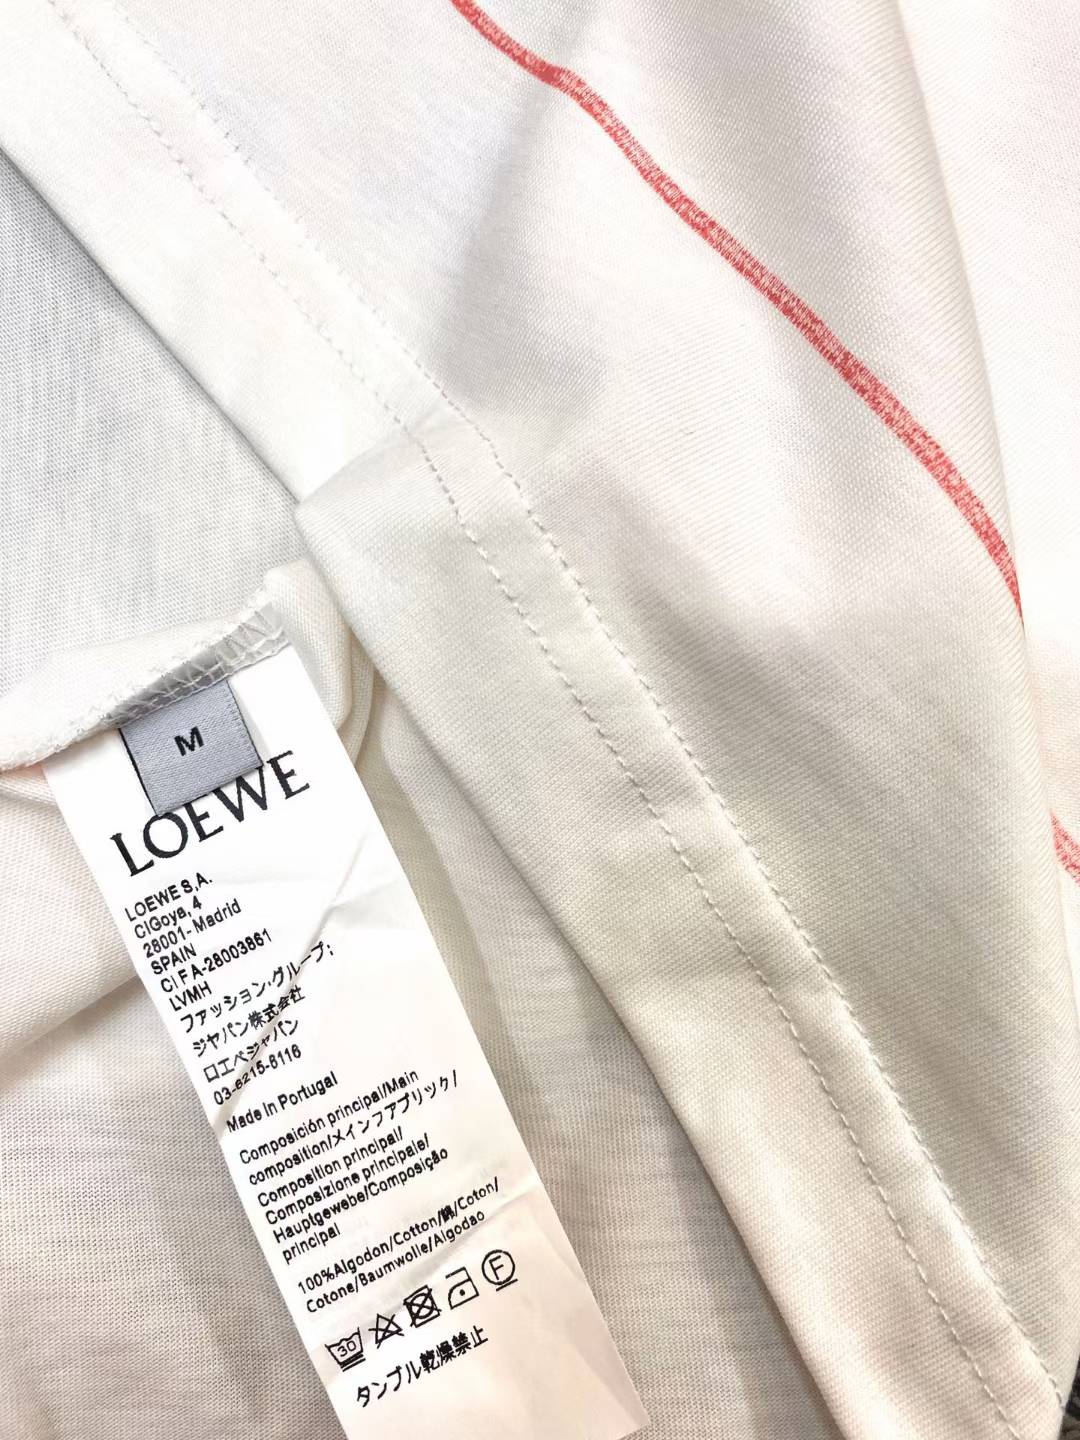 M
LOEWE
LOEWE S,A.
C|Goya, 4
28001- Madrid
SPAIN
CI F A-28003861
LVMH
ファッション・グループ;
ジヤパン株式会社
ロエベジャパン
03-6215-6116
Made In Portugal
Composición principal/Main
composition/メインフアブリック/
Composition principal/
Composizione principale/
Hauptgewebe/Composição
principal
100%Algodon/Cotton/綿/Coton/
Cotone/Baumwolle/Algodao
30
F
タンブル乾燥禁止